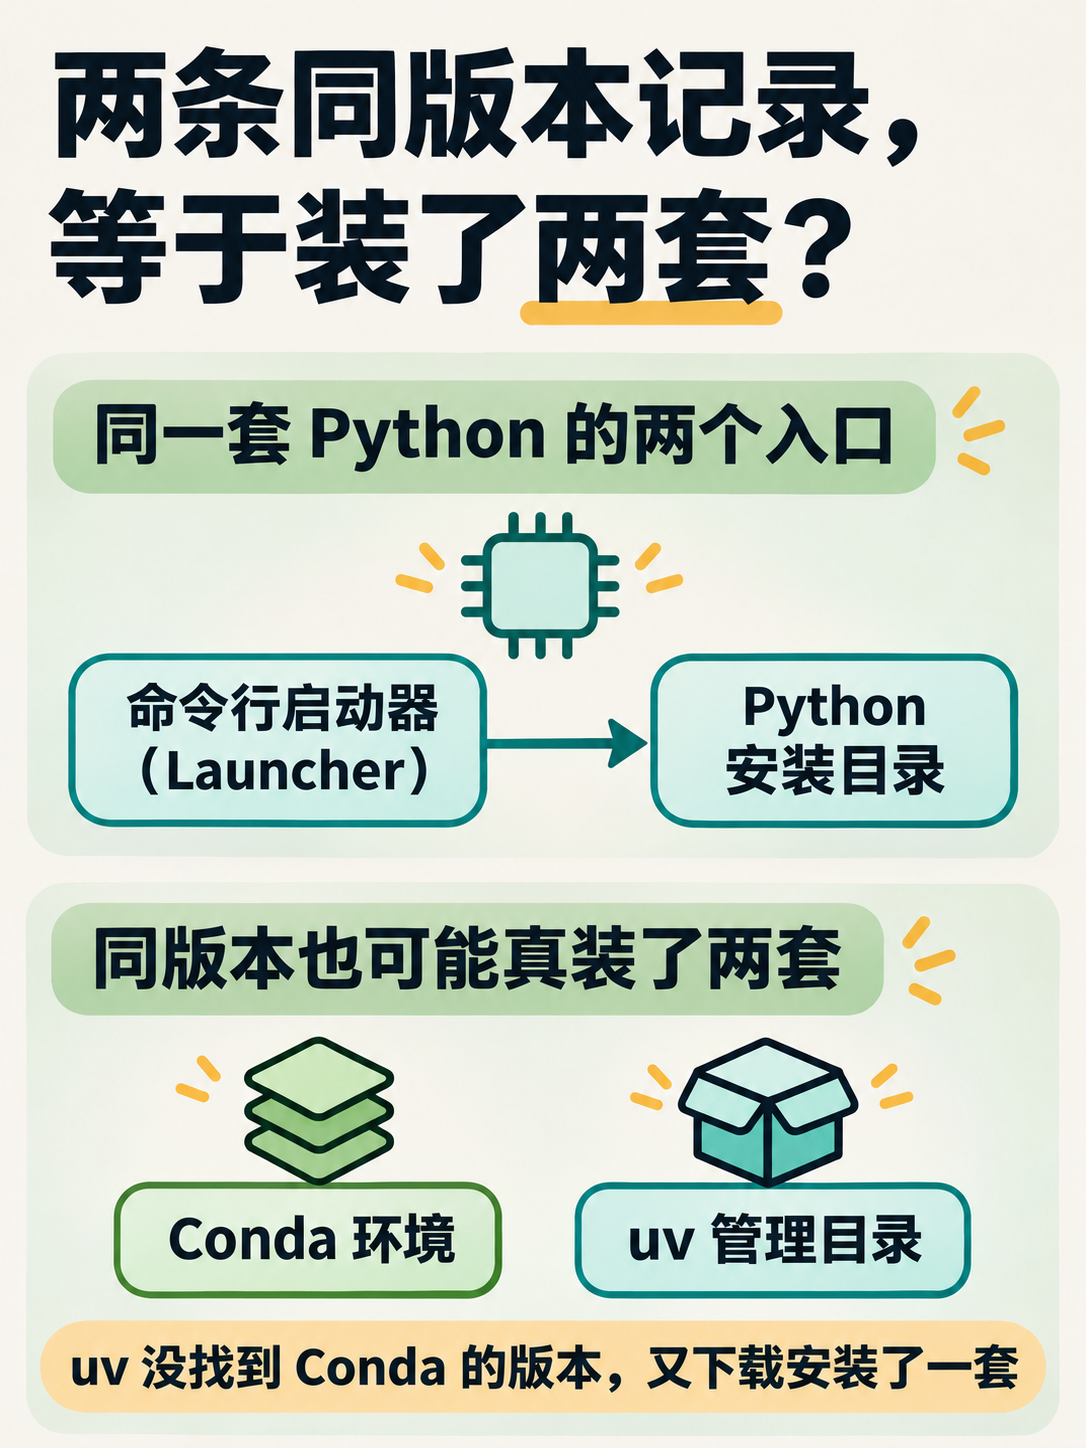 两条同版本记录，
等于装了两套？
同一套 Python 的两个入口
命令行启动器
（Launcher）
Python
安装目录
同版本也可能真装了两套
Conda 环境
uv 管理目录
uv 没找到 Conda 的版本，又下载安装了一套